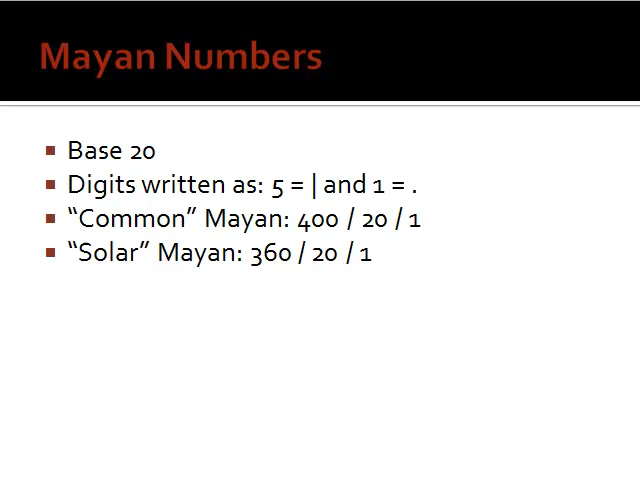 Mayan Numbers
Base 20
Digits written as: 5 = | and 1 = .
“Common” Mayan: 400 / 20 / 1
“Solar” Mayan: 360 / 20 / 1